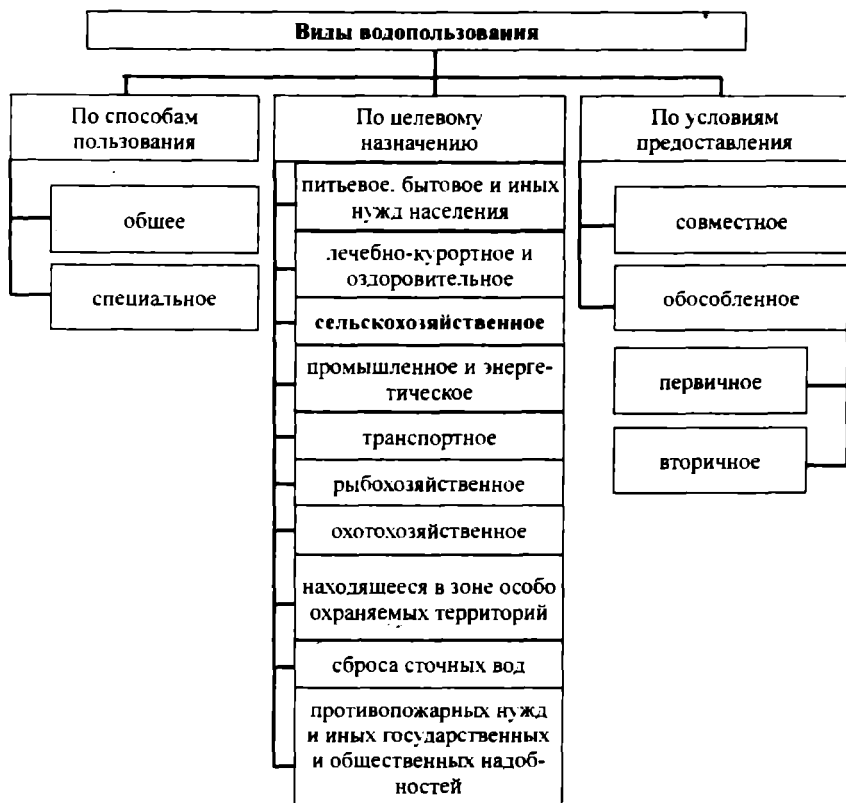 Виды водопользования
По способам
пользования
общее
специальное
По целевому
назначению
питьевое. бытовое и иных
нужд населения
лечебно-курортное и
оздоровительное
сельскохозяйственное
промышленное и энерге-
тическое
транспортное
рыбохозяйственное
охотохозяйственное
находящееся в зоне особо
охраняемых территорий
сброса сточных вод
противопожарных нужд
и иных государственных
и общественных надоб-
ностей
По условиям
предоставления
совместное
обособленное
первичное
вторичное